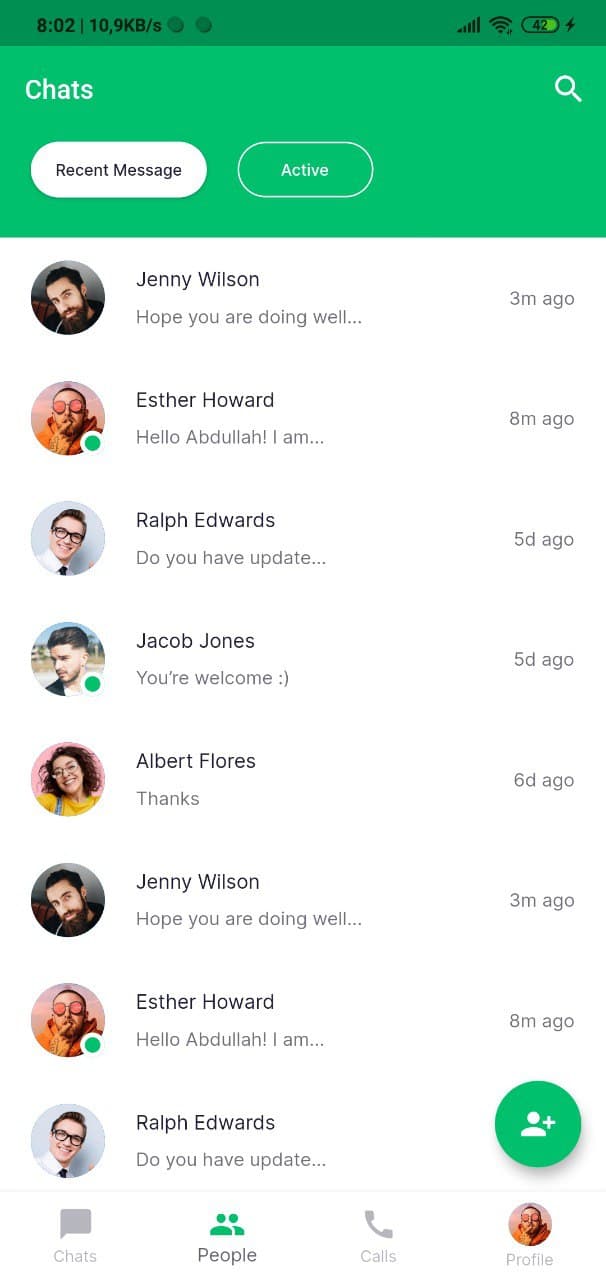 8:02 | 10,9KB/s
42
Chats
Recent Message
Active
Jenny Wilson
Hope you are doing well...
3m ago
Esther Howard
Hello Abdullah! I am...
8m ago
Ralph Edwards
Do you have update...
5d ago
Jacob Jones
You’re welcome :)
5d ago
Albert Flores
Thanks
6d ago
Jenny Wilson
Hope you are doing well...
3m ago
Esther Howard
Hello Abdullah! I am...
8m ago
Ralph Edwards
Do you have update...
Chats
People
Calls
Profile